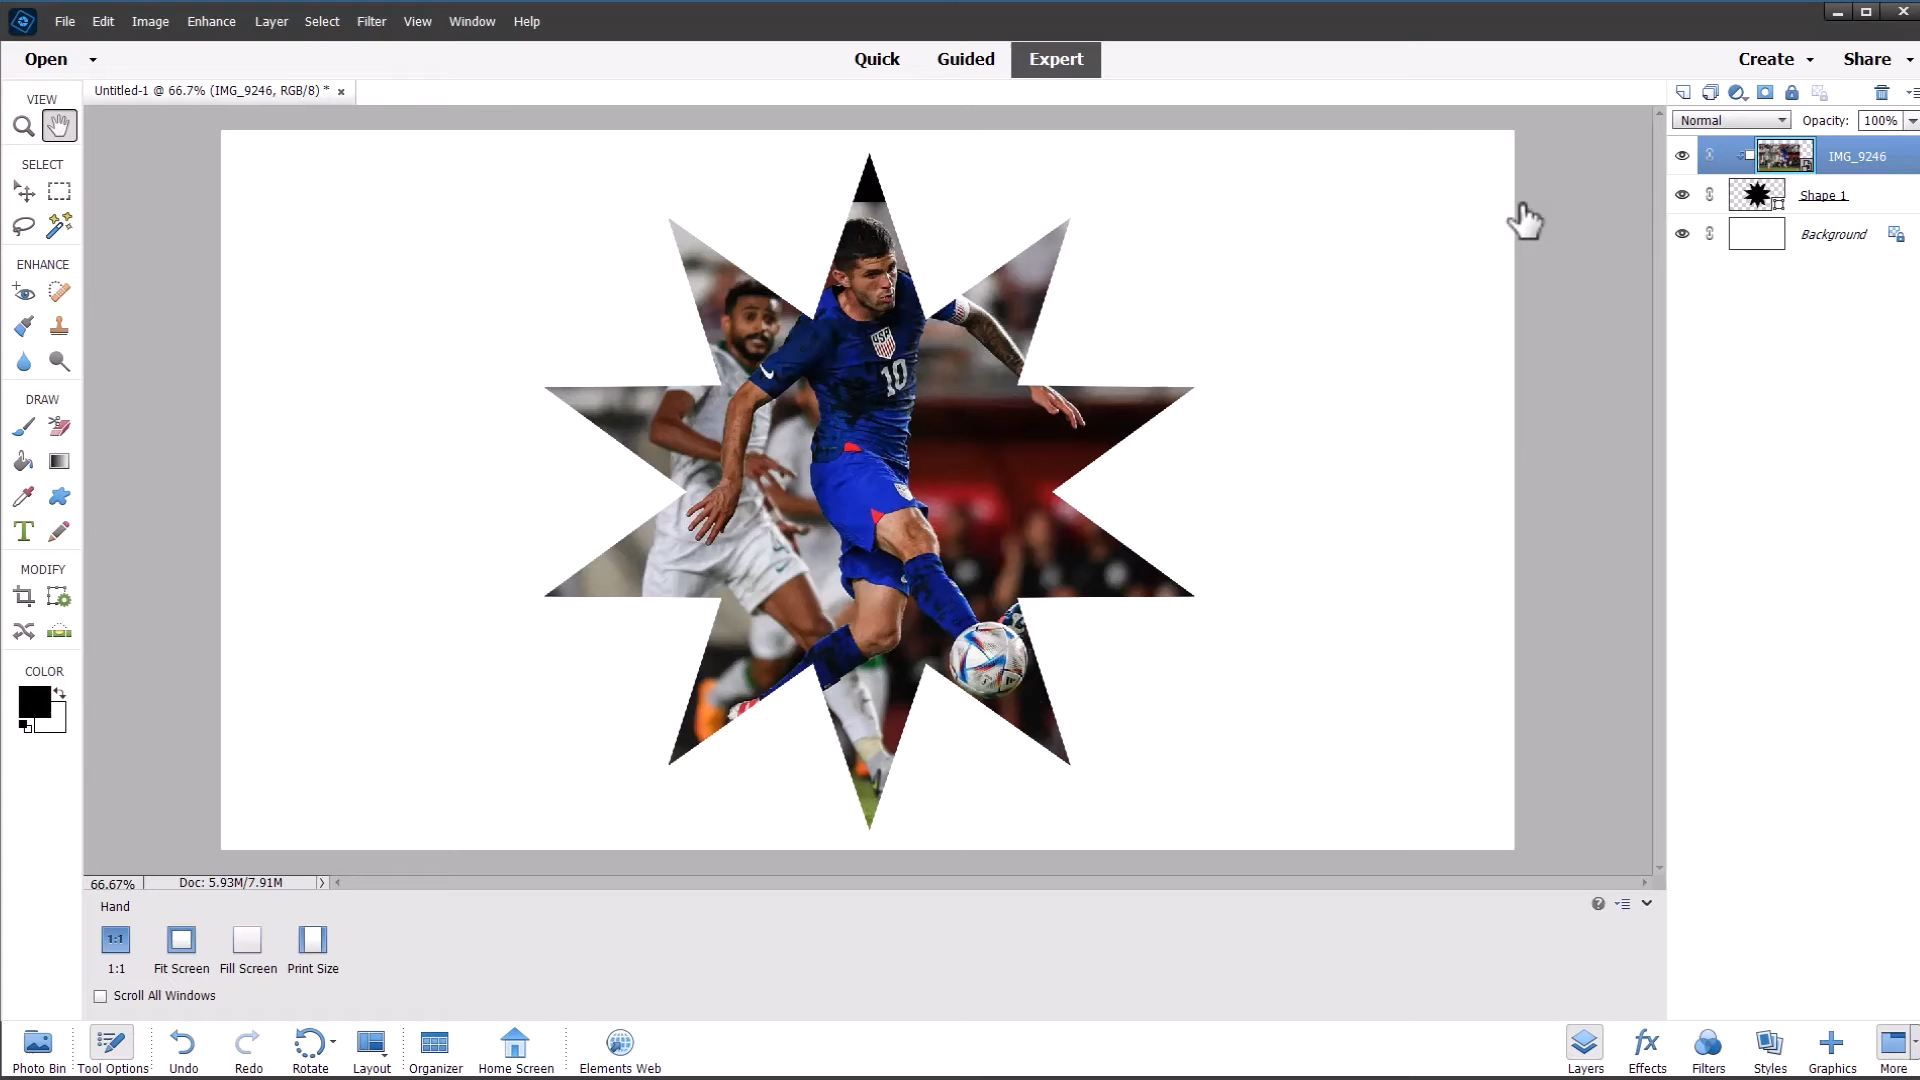 File Edit Image Enhance Layer Select Filter View Window Help
Open Quick Guided Expert Create Share
VIEW
Untitled-1 @ 66.7% (IMG_9246, RGB/8) *
Normal Opacity: 100%
IMG_9246
Shape 1
Background
SELECT
ENHANCE
DRAW
T
MODIFY
COLOR
USA
10
66.67% Doc: 5.93M/7.91M
Hand
1:1
1:1 Fit Screen Fill Screen Print Size
Scroll All Windows
fx
Photo Bin Tool Options Undo Redo Rotate Layout Organizer Home Screen Elements Web Layers Effects Filters Styles Graphics More